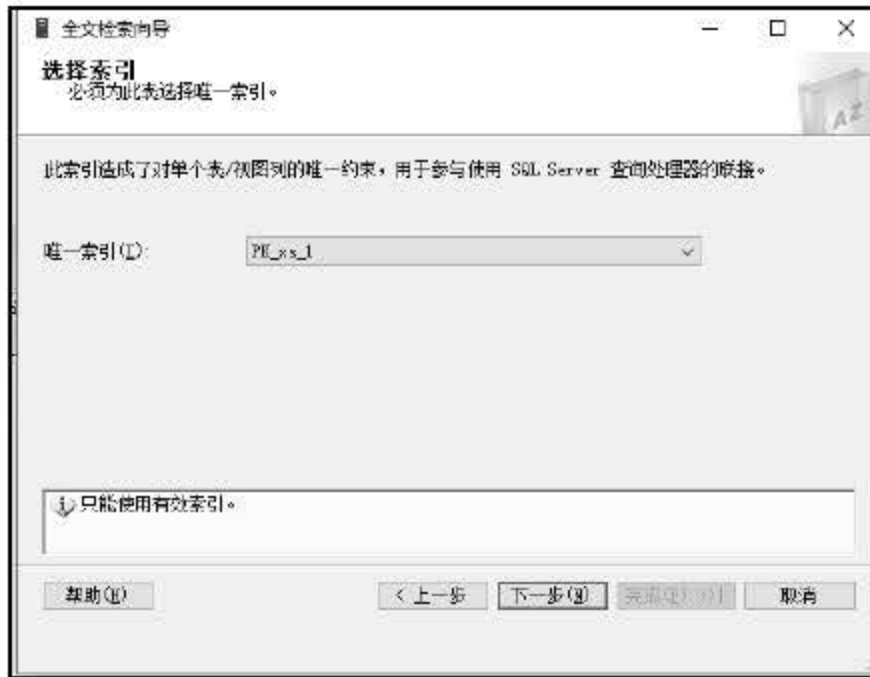 全文检索向导
选择索引
必须为此表选择唯一索引。
AZ
此索引造成了对单个表/视图列的唯一约束，用于参与使用 SQL Server 查询处理器的联接。
唯一索引(I):
PK_xs_1
只能使用有效索引。
帮助(H) < 上一步 下一步(N) 取消